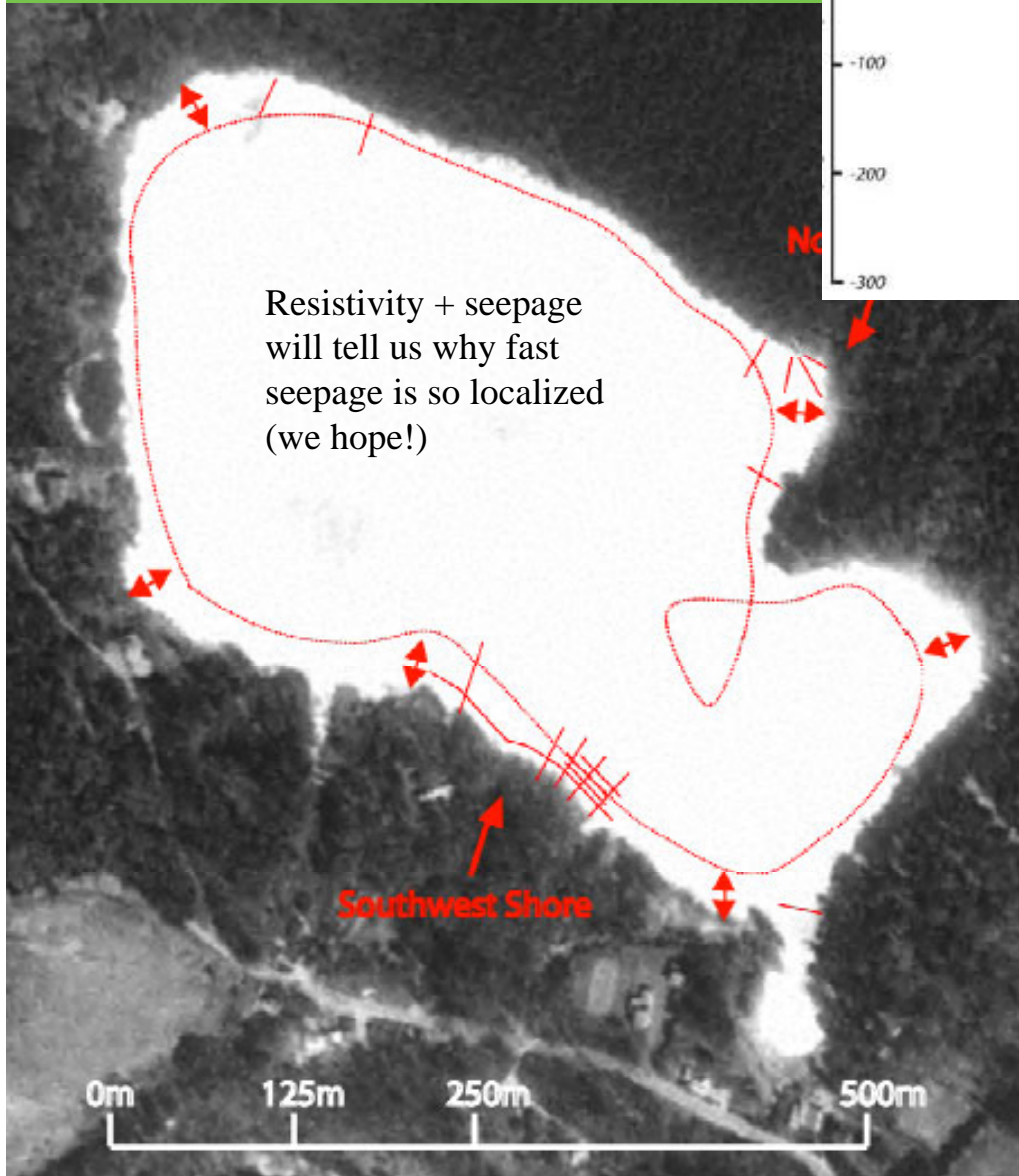 -100
-200
-300
Resistivity + seepage
will tell us why fast
seepage is so localized
(we hope!)
Southwest Shore
0m 125m 250m 500m